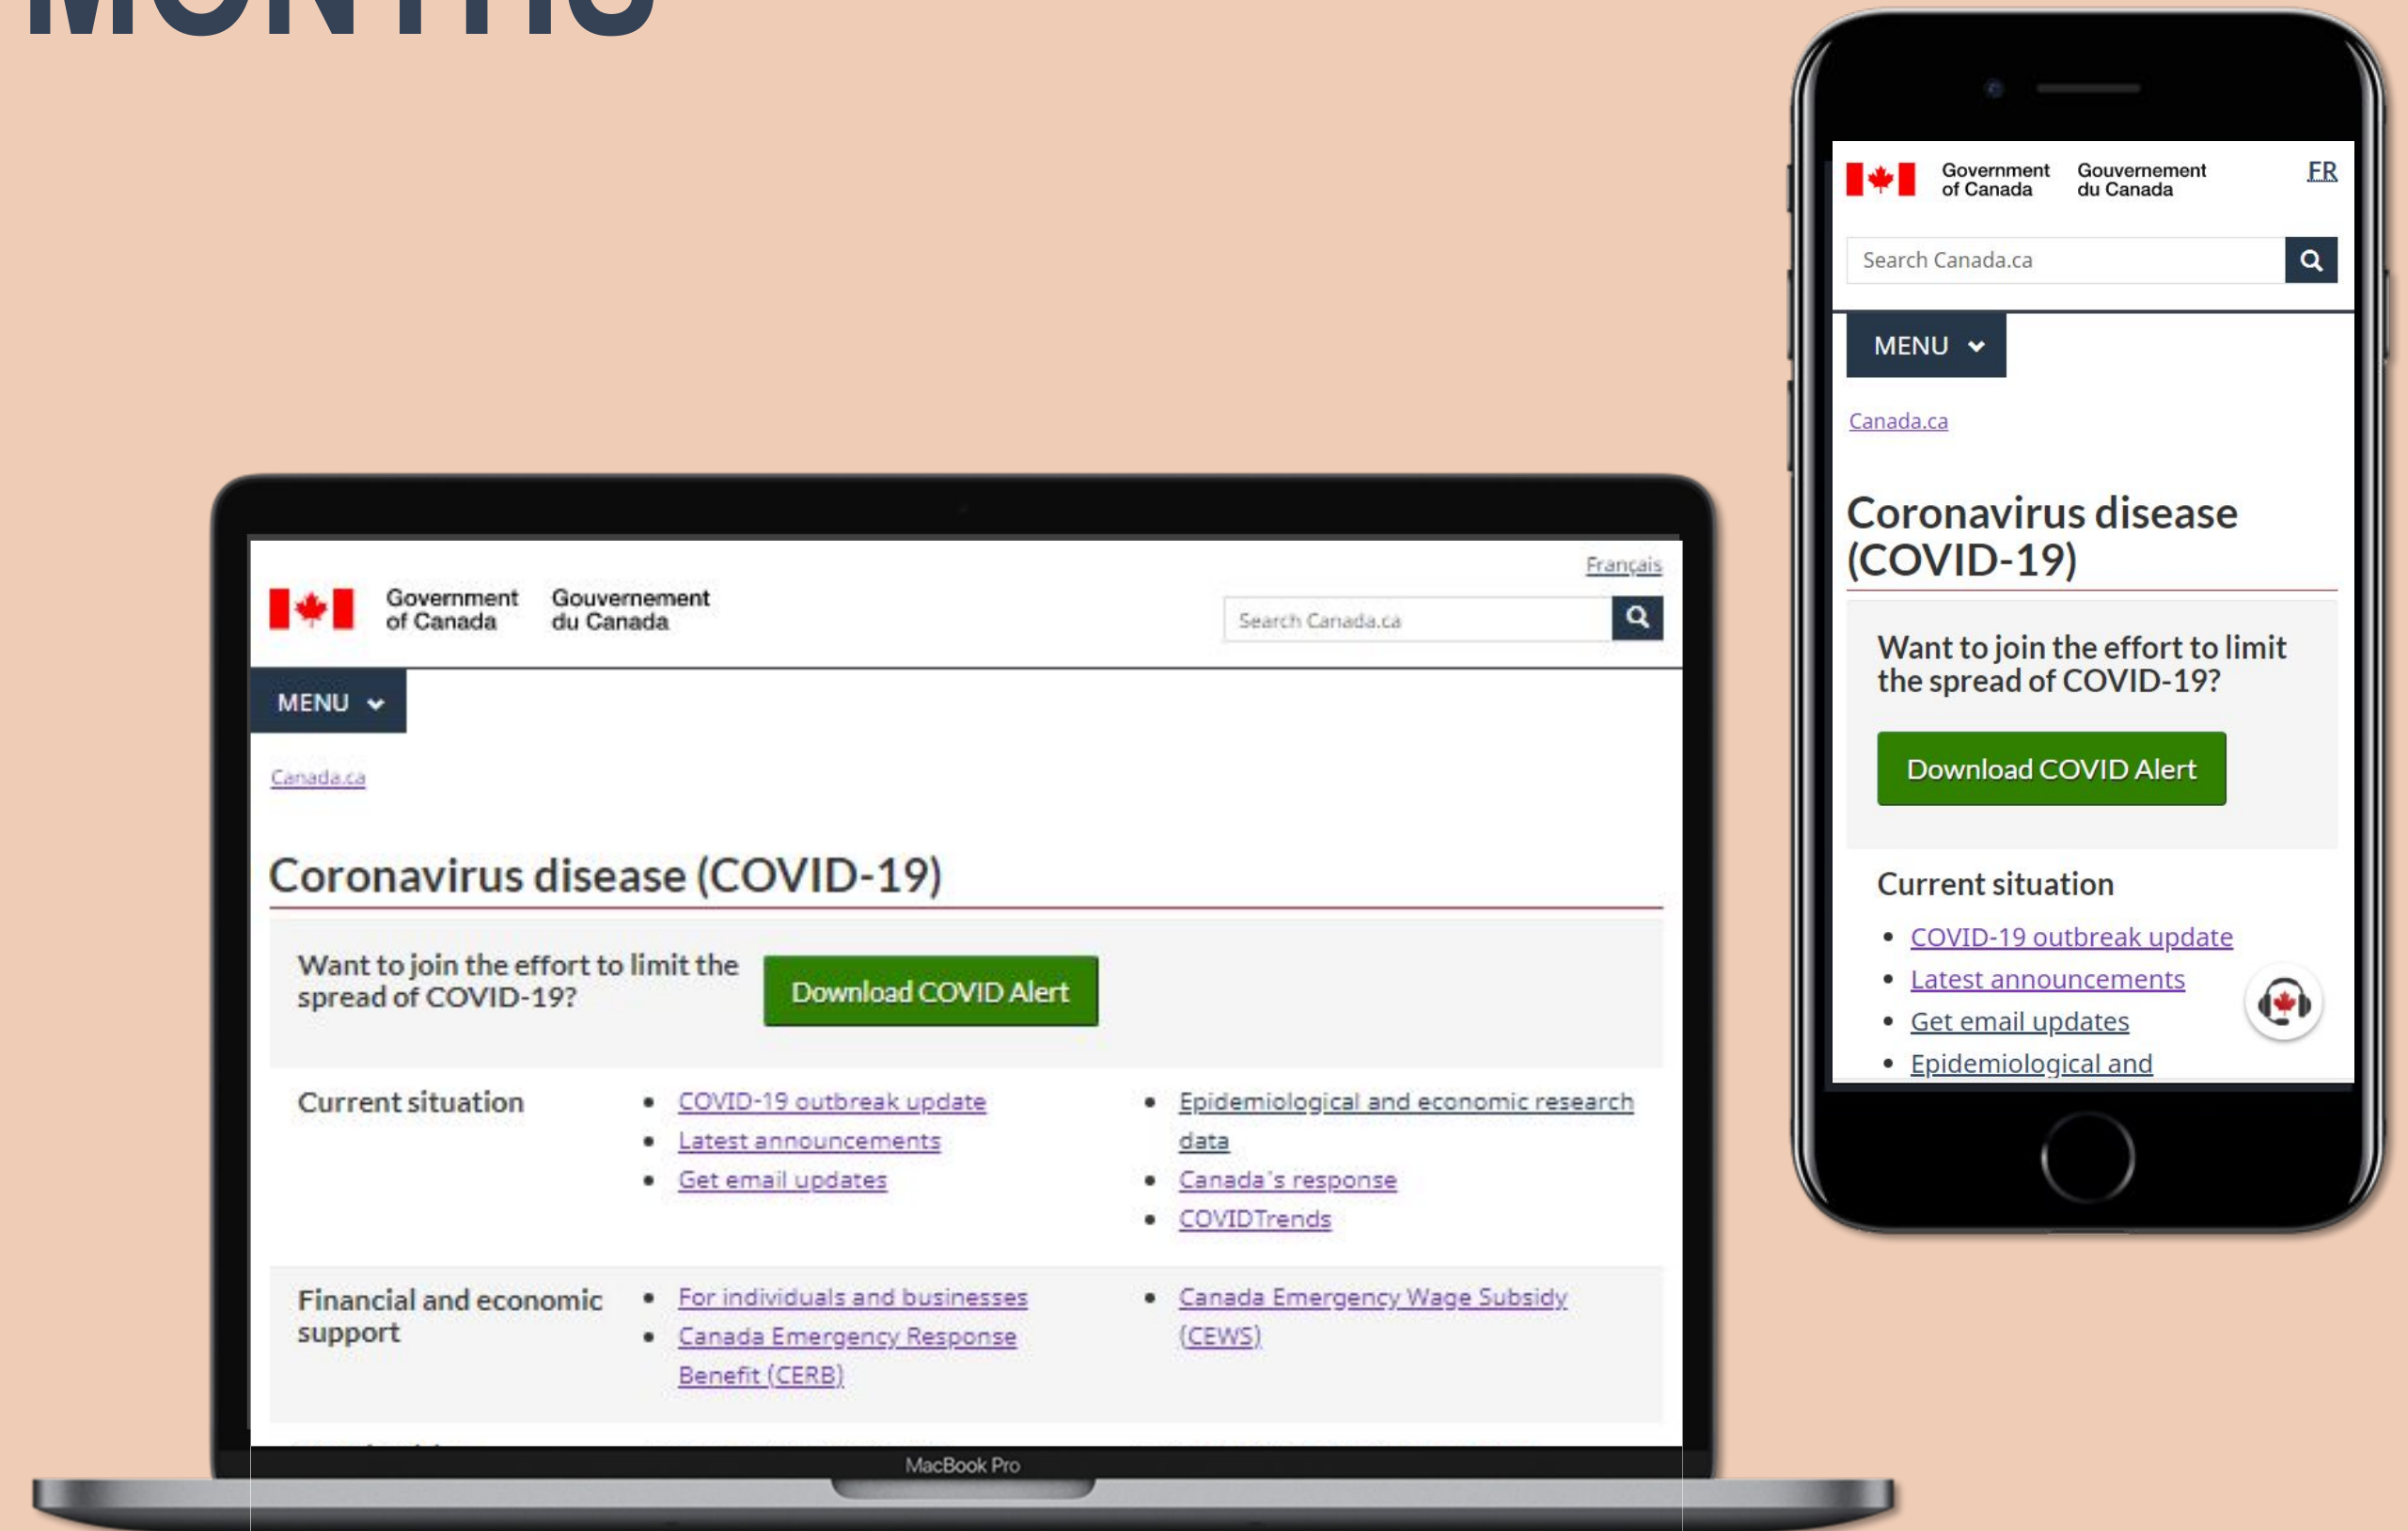 MONTHS
Français
Government of Canada
Gouvernement du Canada
Search Canada.ca
MENU
Canada.ca
Coronavirus disease (COVID-19)
Want to join the effort to limit the
spread of COVID-19?
Download COVID Alert
Current situation
COVID-19 outbreak update
Latest announcements
Get email updates
Epidemiological and economic research
data
Canada's response
COVIDTrends
Financial and economic
support
For individuals and businesses
Canada Emergency Response
Benefit (CERB)
Canada Emergency Wage Subsidy
(CEWS)
MacBook Pro
Government of Canada
Gouvernement du Canada
FR
Search Canada.ca
MENU
Canada.ca
Coronavirus disease
(COVID-19)
Want to join the effort to limit
the spread of COVID-19?
Download COVID Alert
Current situation
COVID-19 outbreak update
Latest announcements
Get email updates
Epidemiological and